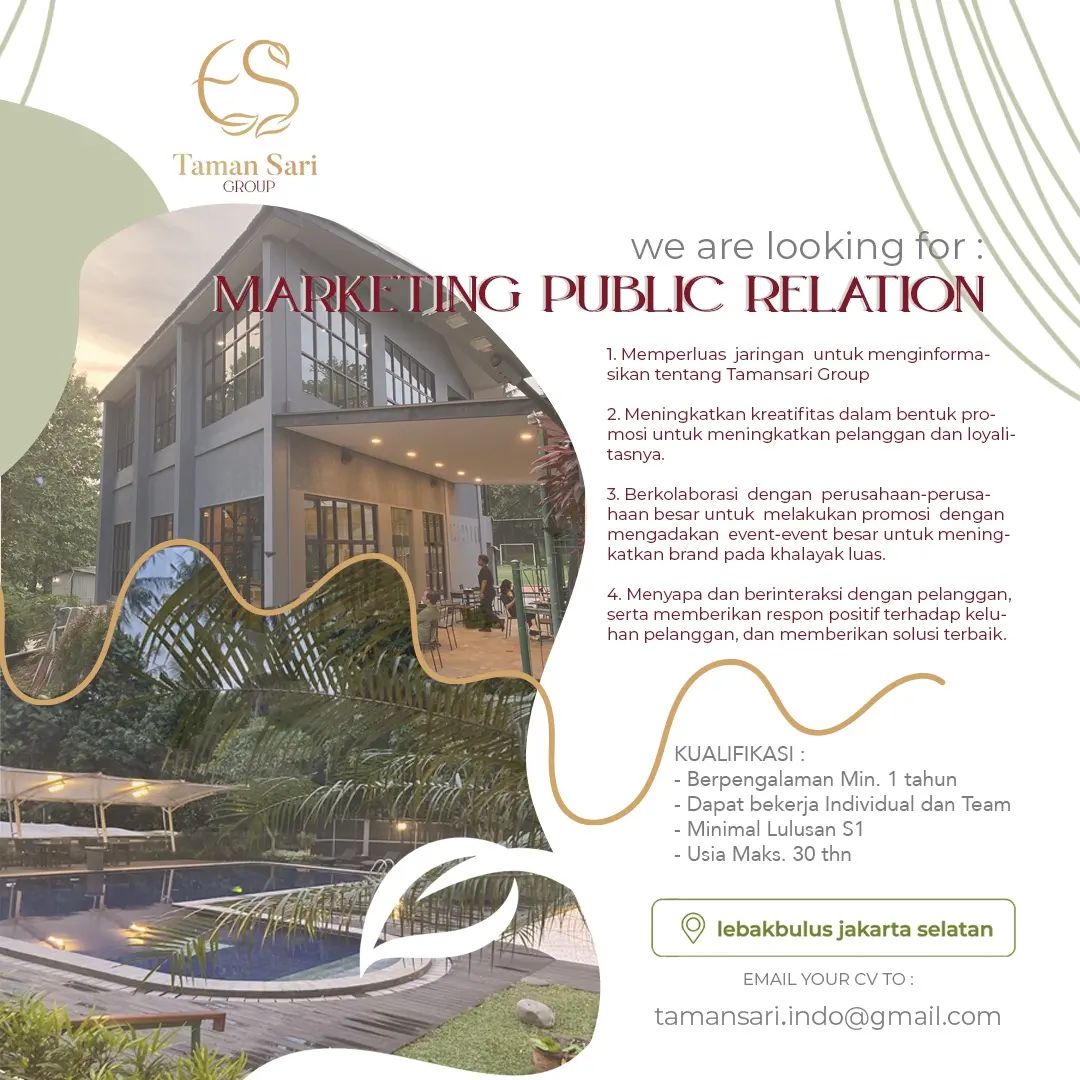 Taman Sari
GROUP
we are looking for :
MARKETING PUBLIC RELATION
1. Memperluas jaringan untuk menginforma-
sikan tentang Tamansari Group
2. Meningkatkan kreatifitas dalam bentuk pro-
mosi untuk meningkatkan pelanggan dan loyali-
tasnya.
3. Berkolaborasi dengan perusahaan-perusa-
haan besar untuk melakukan promosi dengan
mengadakan event-event besar untuk mening-
katkan brand pada khalayak luas.
4. Menyapa dan berinteraksi dengan pelanggan,
serta memberikan respon positif terhadap kelu-
han pelanggan, dan memberikan solusi terbaik.
KUALIFIKASI :
- Berpengalaman Min. 1 tahun
- Dapat bekerja Individual dan Team
- Minimal Lulusan S1
- Usia Maks. 30 thn
lebakbulus jakarta selatan
EMAIL YOUR CV TO :
tamansari.indo@gmail.com